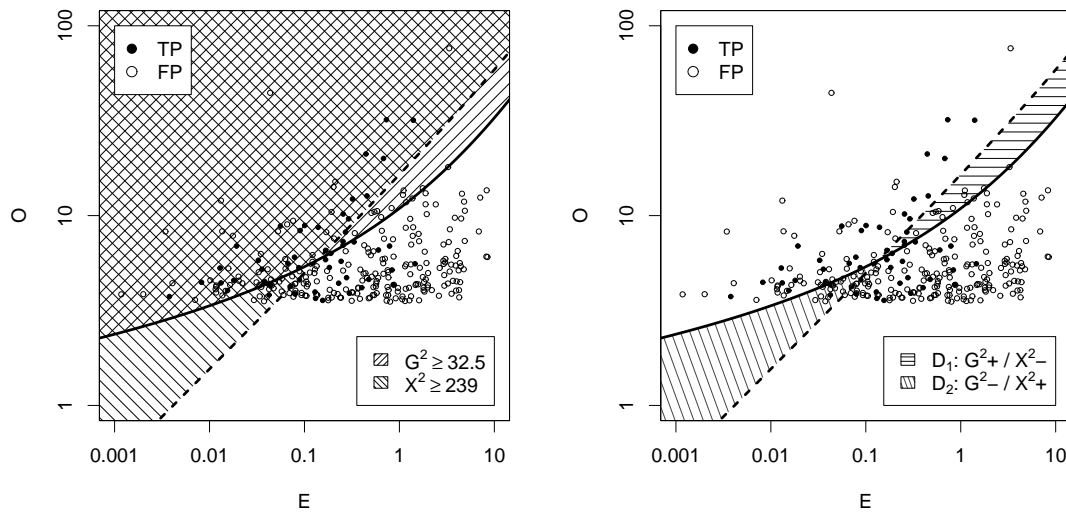 100
10
1
O
TP
FP
G² ≥ 32.5
X² ≥ 239
0.001 0.01 0.1 1 10
E
100
10
1
O
TP
FP
D₁: G²+ / X²−
D₂: G²− / X²+
0.001 0.01 0.1 1 10
E